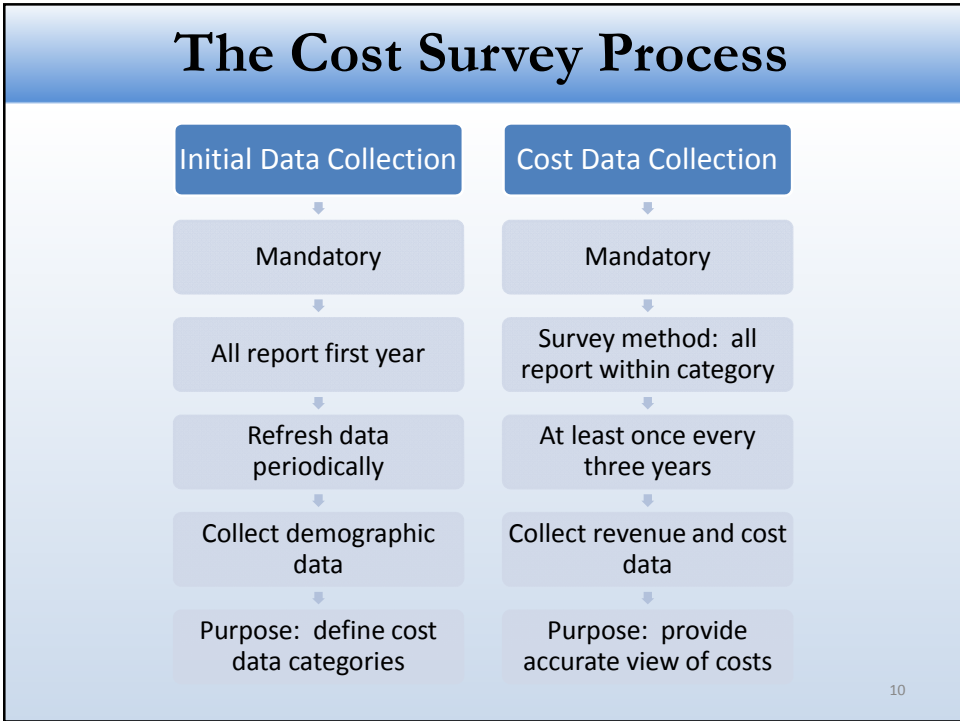 The Cost Survey Process
Initial Data Collection
Mandatory
All report first year
Refresh data
periodically
Collect demographic
data
Purpose:  define cost
data categories
Cost Data Collection
Mandatory
Survey method:  all
report within category
At least once every
three years
Collect revenue and cost
data
Purpose:  provide
accurate view of costs
10